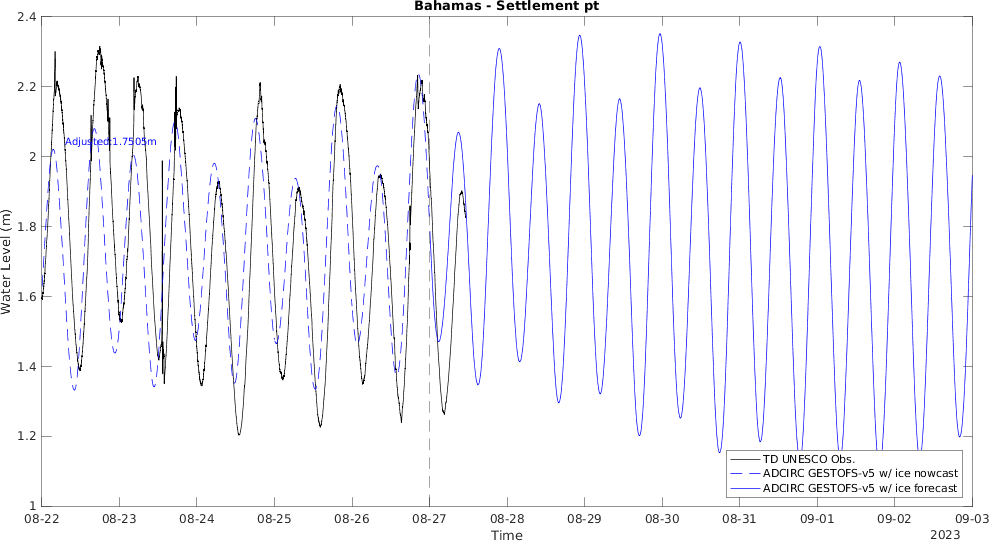 Bahamas - Settlement pt
2.4
2.2
2
1.8
1.6
1.4
1.2
1
Water Level (m)
Adjusted:1.7505m
TD UNESCO Obs.
ADCIRC GESTOFS-v5 w/ ice nowcast
ADCIRC GESTOFS-v5 w/ ice forecast
08-22 08-23 08-24 08-25 08-26 08-27 08-28 08-29 08-30 08-31 09-01 09-02 09-03
Time
2023